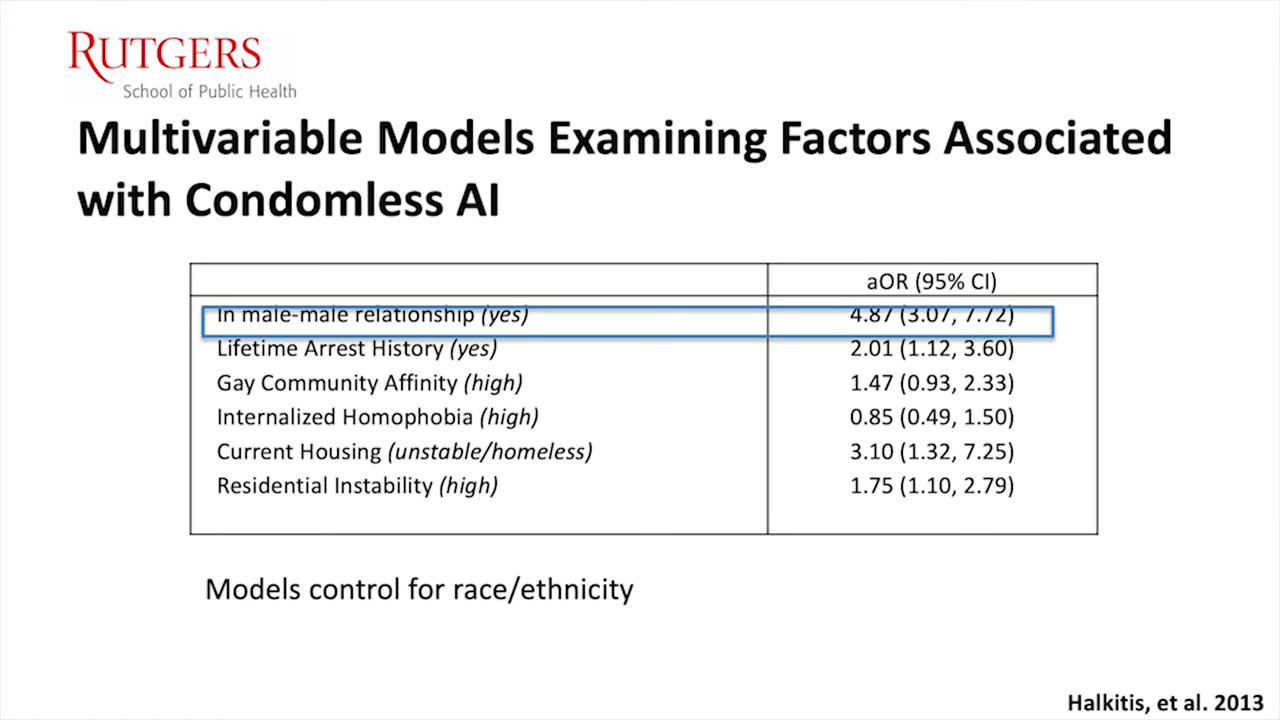 RUTGERS
School of Public Health
Multivariable Models Examining Factors Associated
with Condomless AI
aOR (95% CI)
In male-male relationship (yes) 4.87 (3.07, 7.72)
Lifetime Arrest History (yes) 2.01 (1.12, 3.60)
Gay Community Affinity (high) 1.47 (0.93, 2.33)
Internalized Homophobia (high) 0.85 (0.49, 1.50)
Current Housing (unstable/homeless) 3.10 (1.32, 7.25)
Residential Instability (high) 1.75 (1.10, 2.79)
Models control for race/ethnicity
Halkitis, et al. 2013